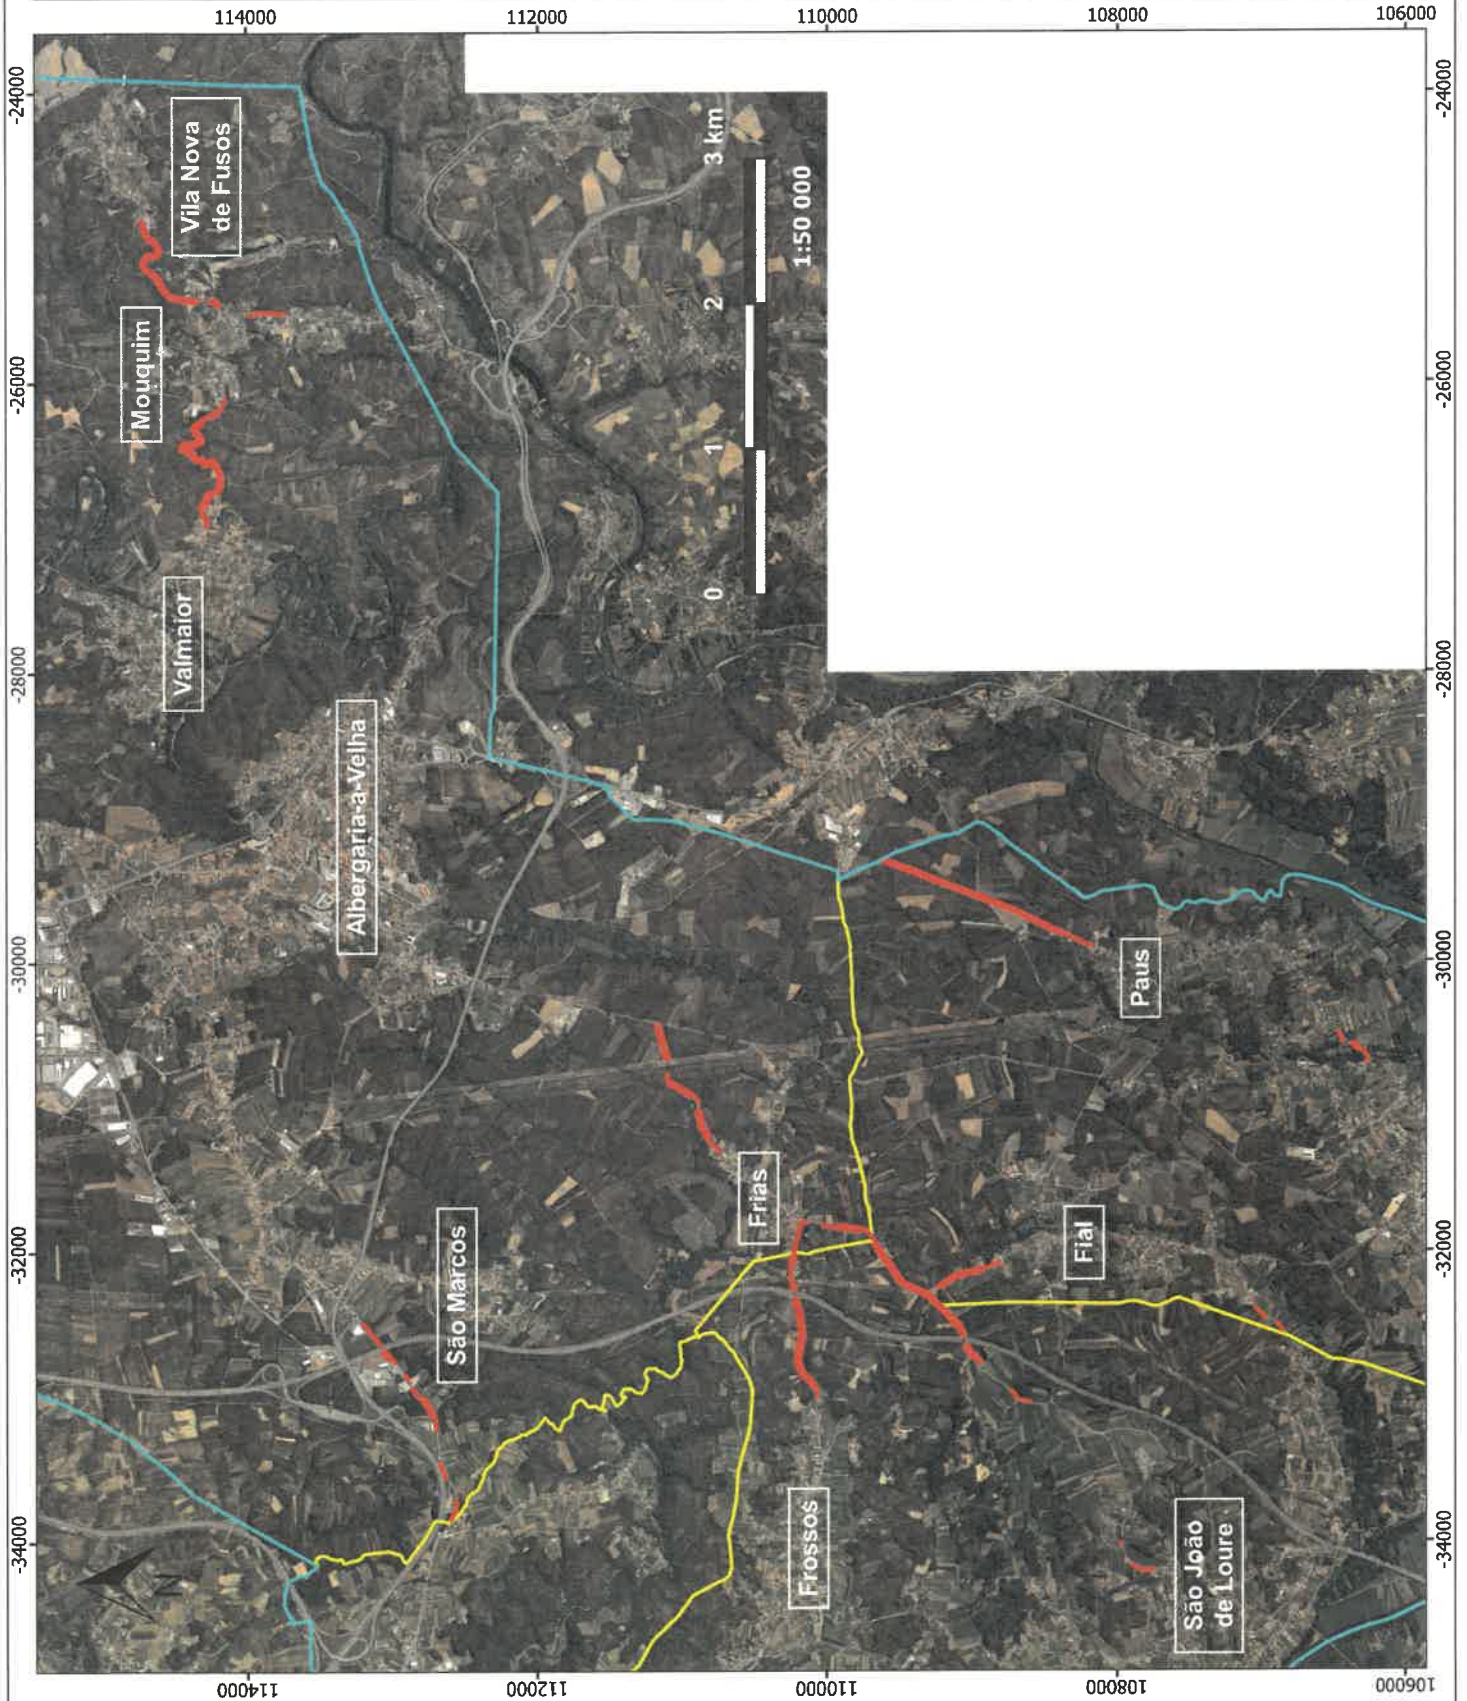 114000
112000
110000
108000
106000
-24000
-26000
-28000
-30000
-32000
-34000
-24000
-26000
-28000
-30000
-32000
-34000
Vila Nova
de Fusos
Mouquim
Valmaior
Albergaria-a-Velha
São Marcos
Frias
Frossos
Fial
Paus
São João
de Loure
0
1
2
3 km
1:50 000
N
114000
112000
110000
108000
106000